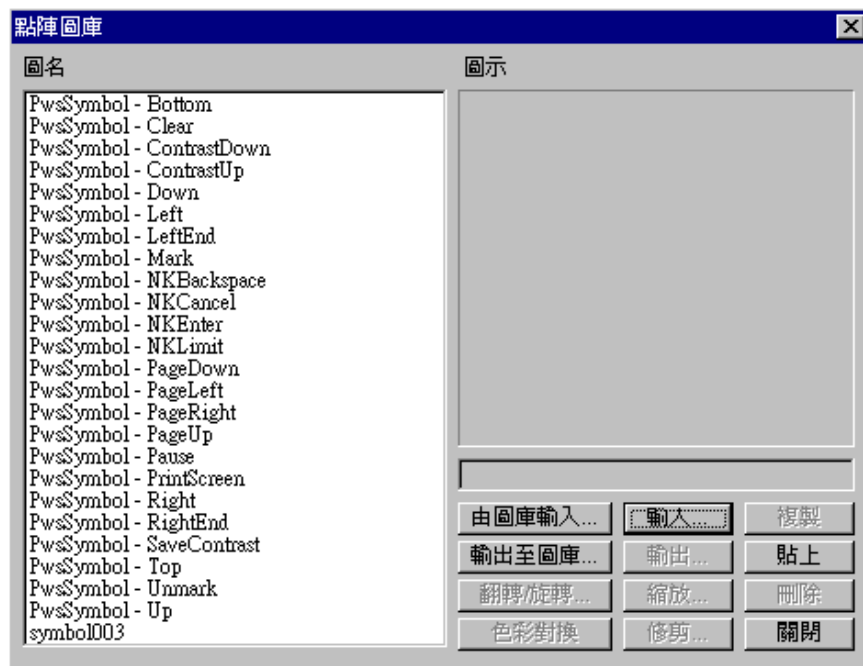 點陣圖庫
圖名
圖示
PwsSymbol - Bottom
PwsSymbol - Clear
PwsSymbol - ContrastDown
PwsSymbol - ContrastUp
PwsSymbol - Down
PwsSymbol - Left
PwsSymbol - LeftEnd
PwsSymbol - Mark
PwsSymbol - NKBackspace
PwsSymbol - NKCancel
PwsSymbol - NKEnter
PwsSymbol - NKLimit
PwsSymbol - PageDown
PwsSymbol - PageLeft
PwsSymbol - PageRight
PwsSymbol - PageUp
PwsSymbol - Pause
PwsSymbol - PrintScreen
PwsSymbol - Right
PwsSymbol - RightEnd
PwsSymbol - SaveContrast
PwsSymbol - Top
PwsSymbol - Unmark
PwsSymbol - Up
symbol003
由圖庫輸入... 輸入... 複製
輸出至圖庫... 輸出... 貼上
翻轉/旋轉... 縮放... 刪除
色彩對換 修剪... 關閉